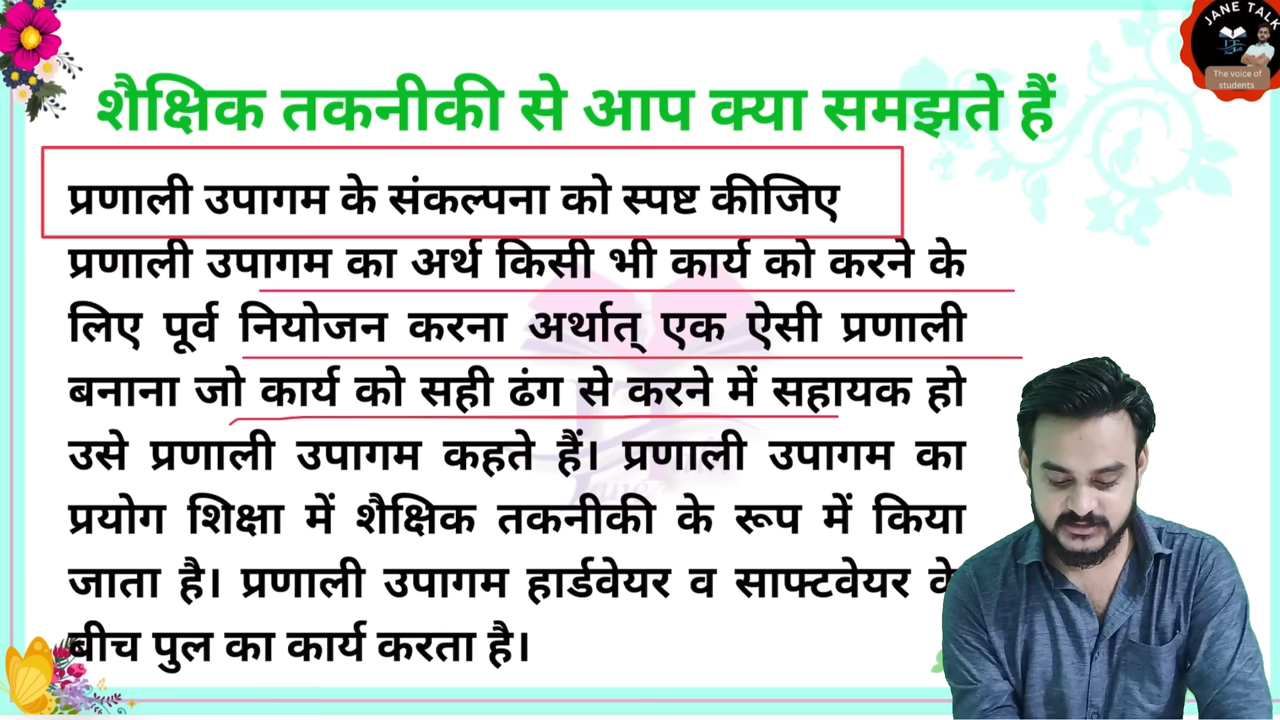 JANE TALK
The voice of
students
शैक्षिक तकनीकी से आप क्या समझते हैं
प्रणाली उपागम के संकल्पना को स्पष्ट कीजिए
प्रणाली उपागम का अर्थ किसी भी कार्य को करने के
लिए पूर्व नियोजन करना अर्थात् एक ऐसी प्रणाली
बनाना जो कार्य को सही ढंग से करने में सहायक हो
उसे प्रणाली उपागम कहते हैं। प्रणाली उपागम का
प्रयोग शिक्षा में शैक्षिक तकनीकी के रूप में किया
जाता है। प्रणाली उपागम हार्डवेयर व साफ्टवेयर के
बीच पुल का कार्य करता है।